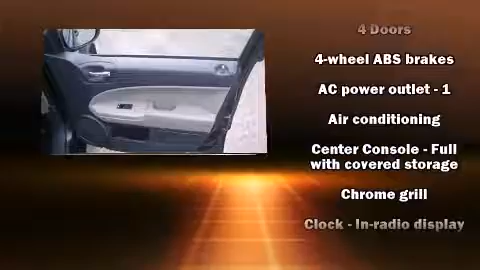 4 Doors
4-wheel ABS brakes
AC power outlet - 1
Air conditioning
Center Console - Full
with covered storage
Chrome grill
Clock - In-radio display